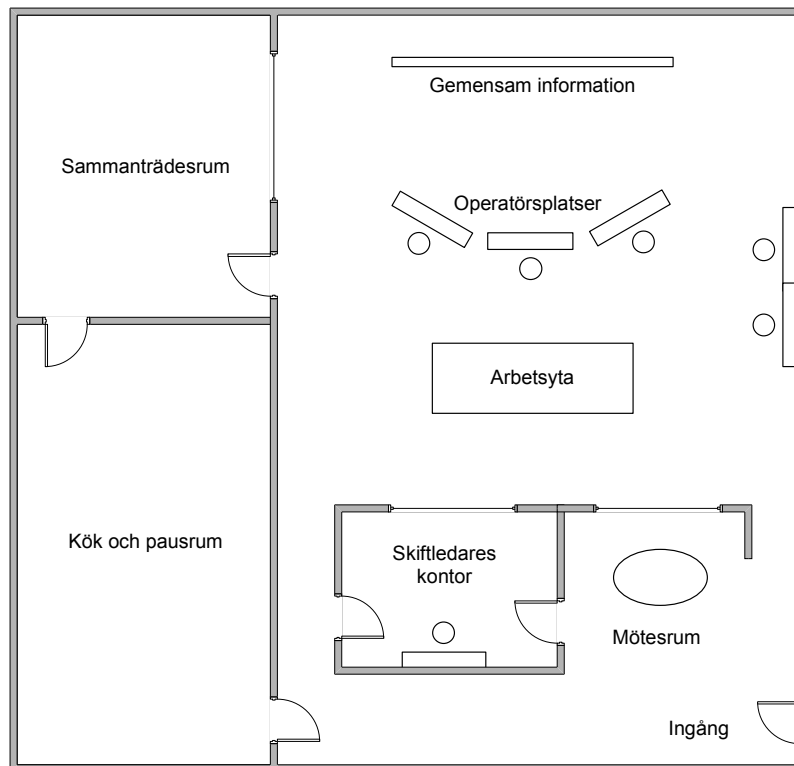 Gemensam information
Sammanträdesrum
Operatörsplatser
Arbetsyta
Kök och pausrum
Skiftledares
kontor
Mötesrum
Ingång